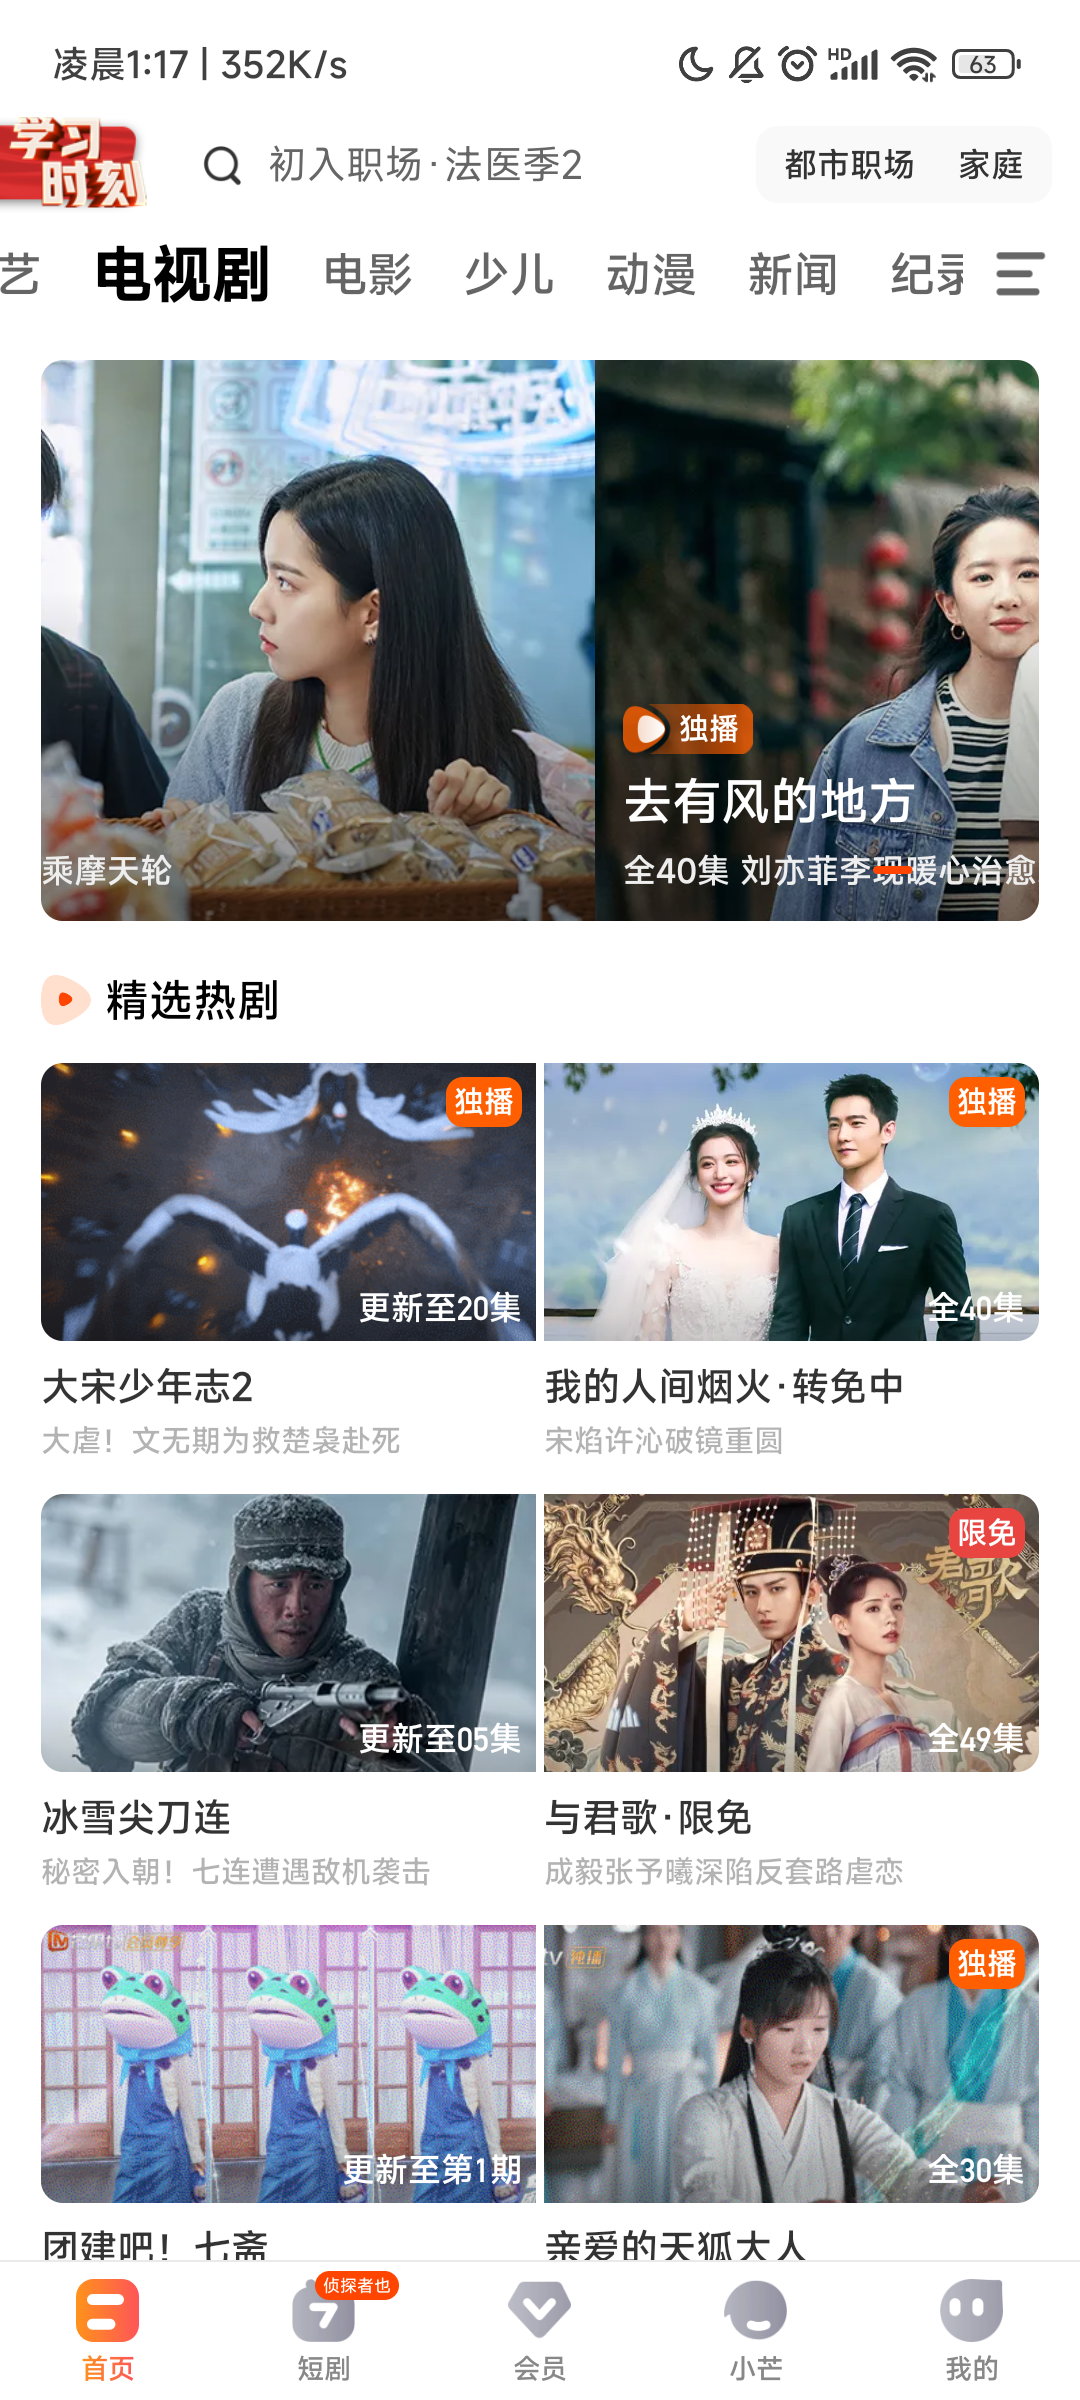 凌晨1:17 | 352K/s
HD
63
学习
时刻
初入职场·法医季2
都市职场 家庭
艺 电视剧 电影 少儿 动漫 新闻 纪录
独播
去有风的地方
乘摩天轮
全40集 刘亦菲李现暖心治愈
精选热剧
独播
更新至20集
独播
全40集
大宋少年志2
我的人间烟火·转免中
大虐！文无期为救楚袅赴死
宋焰许沁破镜重圆
更新至05集
限免
君歌
全49集
冰雪尖刀连
与君歌·限免
秘密入朝！七连遭遇敌机袭击
成毅张予曦深陷反套路虐恋
更新至第1期
tv 独播
独播
全30集
团建吧！七斋
亲爱的天狐大人
侦探者也
首页 短剧 会员 小芒 我的